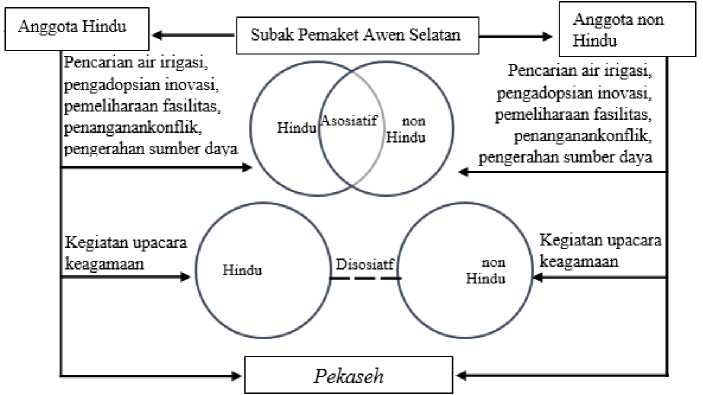 Anggota Hindu
Subak Pemaket Awen Selatan
Anggota non
Hindu
Pencarian air irigasi,
pengadopsian inovasi,
pemeliharaan fasilitas,
penanganankonflik,
pengerahan sumber daya
Pencarian air irigasi,
pengadopsian inovasi,
pemeliharaan fasilitas,
penanganankonflik,
pengerahan sumber daya
Hindu
Asosiatif
non
Hindu
Kegiatan upacara
keagamaan
Hindu
Disosiatf
non
Hindu
Kegiatan upacara
keagamaan
Pekaseh